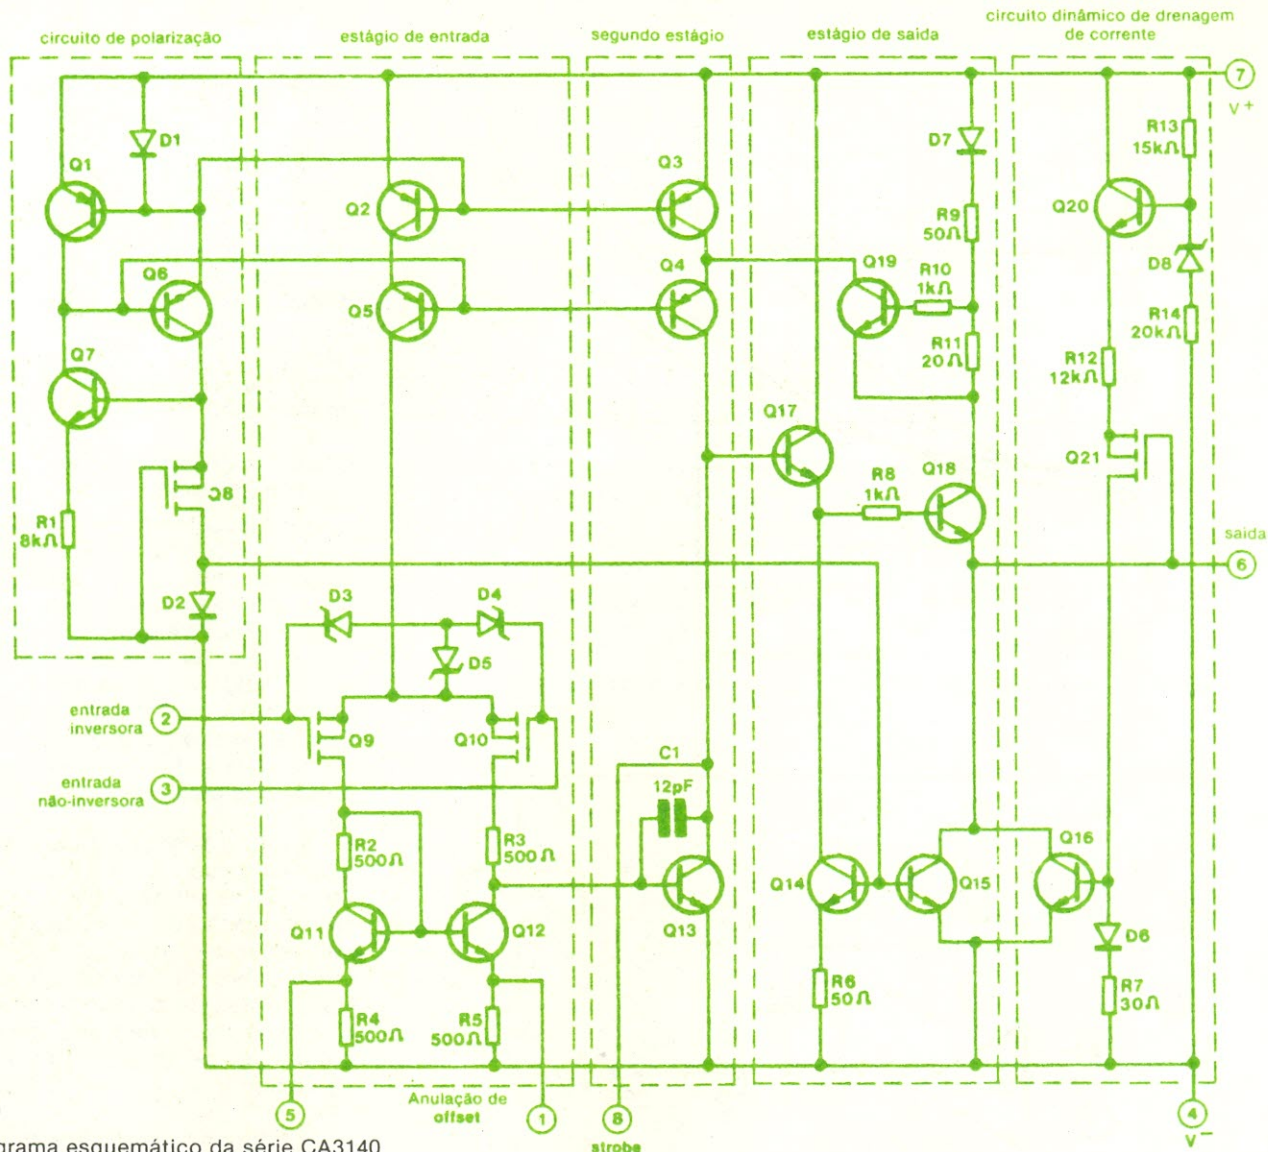 circuito de polarização
estágio de entrada
segundo estágio
estágio de saida
circuito dinâmico de drenagem
de corrente
7
V+
D1
Q1
Q2
Q3
D7
R13
15kΩ
Q20
R9
50Ω
Q6
Q5
Q4
Q19
R10
1kΩ
D8
R14
20kΩ
Q7
R11
20Ω
R12
12kΩ
Q17
Q8
R8
1kΩ
Q18
Q21
R1
8kΩ
saida
6
D2
D3
D4
D5
entrada
inversora
2
Q9
Q10
entrada
não-inversora
3
C1
12pF
R2
500Ω
R3
500Ω
Q16
Q14
Q15
Q11
Q12
Q13
D6
R6
50Ω
R7
30Ω
R4
500Ω
R5
500Ω
5
Anulação de
offset
1
8
strobe
4
V-
grama esquemático da série CA3140